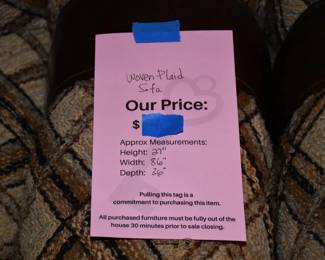 Woven Plaid
Sofa
Our Price:
$
Approx Measurements:
Height: 29"
Width: 86"
Depth: 36"
Pulling this tag is a
commitment to purchasing this item.
All purchased furniture must be fully out of the
house 30 minutes prior to sale closing.